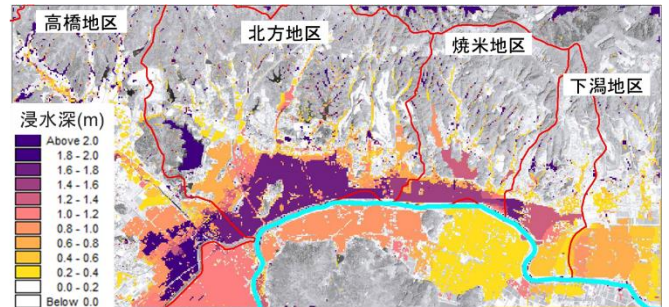 高橋地区
北方地区
焼米地区
下潟地区
浸水深(m)
Above 2.0
1.8 - 2.0
1.6 - 1.8
1.4 - 1.6
1.2 - 1.4
1.0 - 1.2
0.8 - 1.0
0.6 - 0.8
0.4 - 0.6
0.2 - 0.4
0.0 - 0.2
Below 0.0